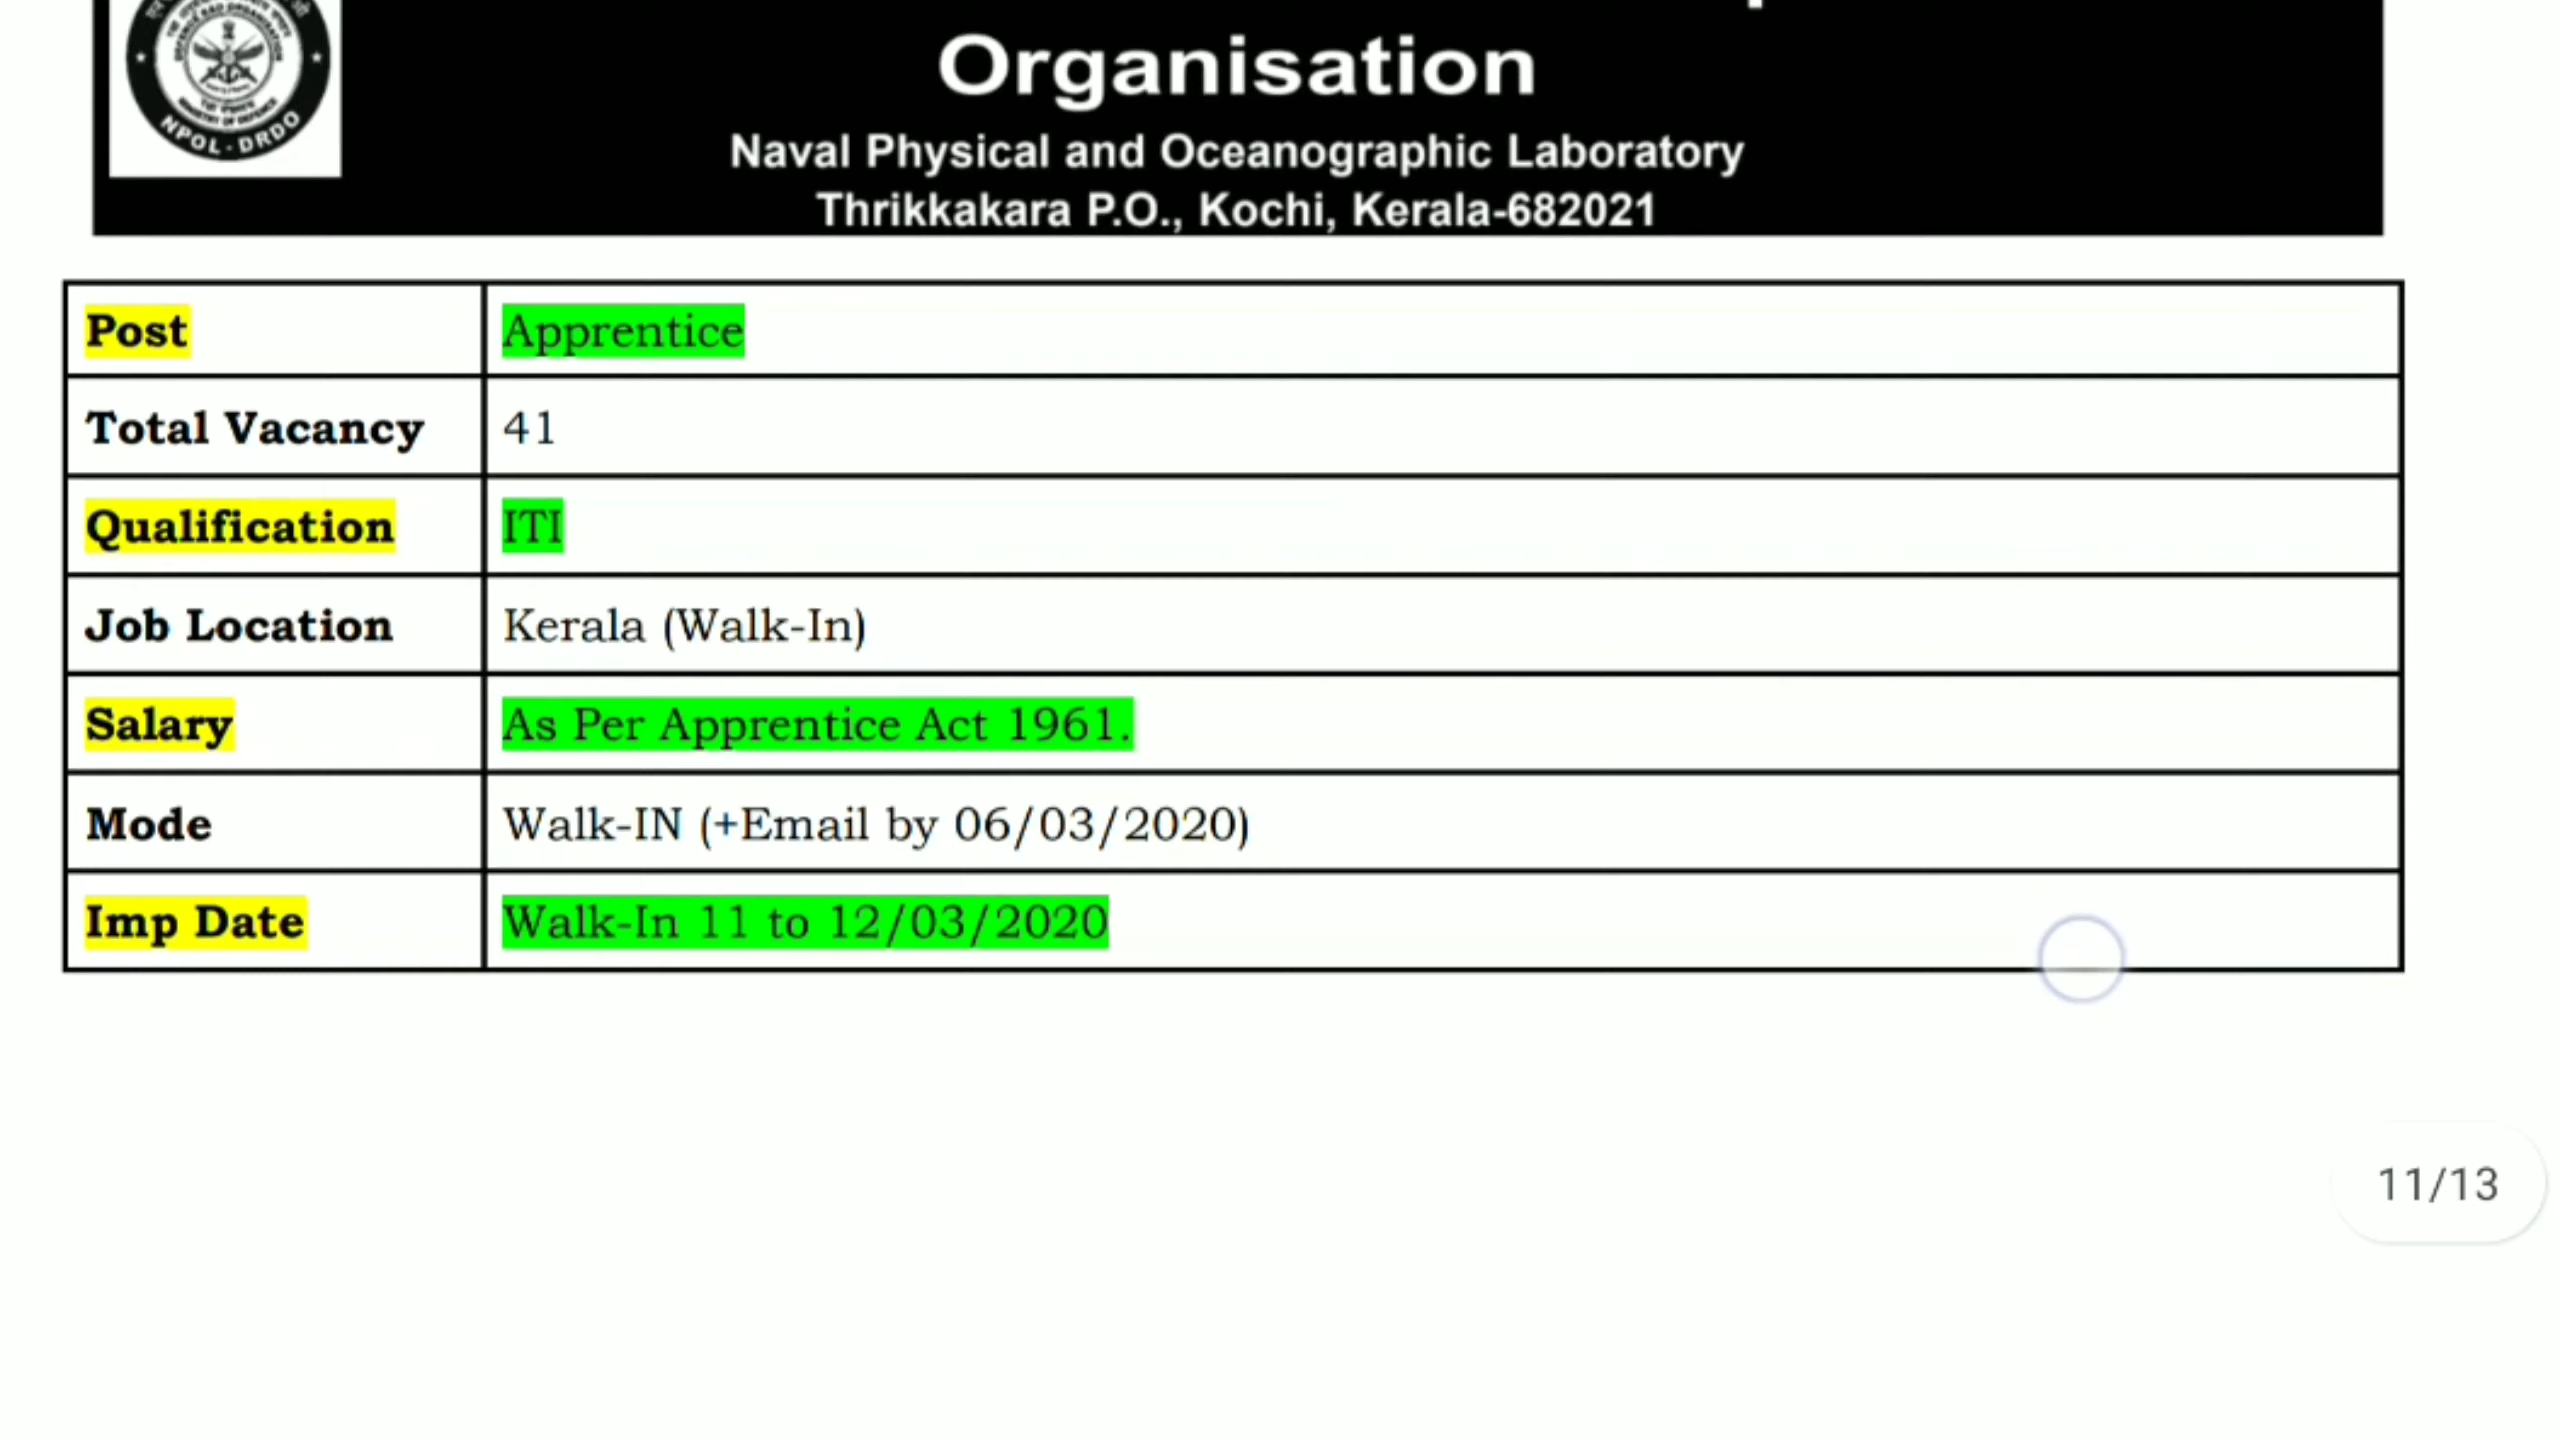 Organisation
Naval Physical and Oceanographic Laboratory
Thrikkakara P.O., Kochi, Kerala-682021
NPOL-DRDO
Post Apprentice
Total Vacancy 41
Qualification ITI
Job Location Kerala (Walk-In)
Salary As Per Apprentice Act 1961.
Mode Walk-IN (+Email by 06/03/2020)
Imp Date Walk-In 11 to 12/03/2020
11/13